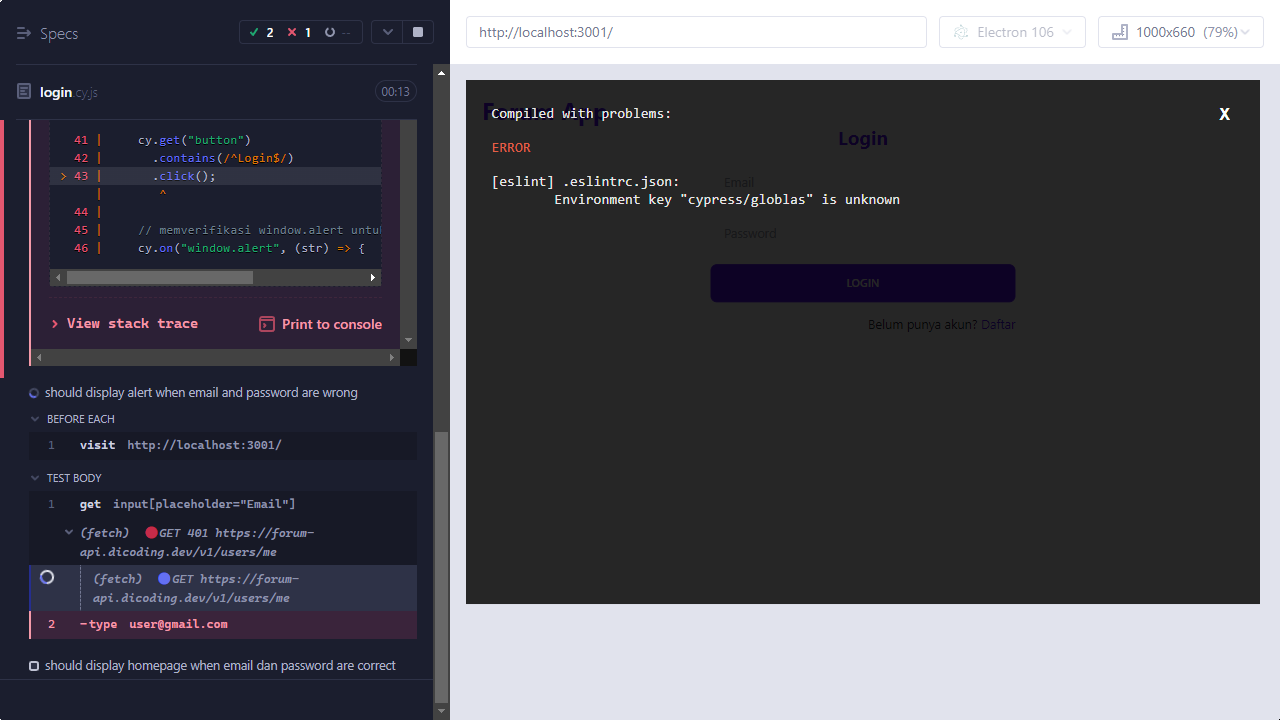 Specs
2
1
--
login.cy.js
00:13
41 | cy.get("button")
42 | .contains(/^Login$/)
> 43 | .click();
| ^
44 |
45 | // memverifikasi window.alert untuk
46 | cy.on("window.alert", (str) => {
View stack trace
Print to console
should display alert when email and password are wrong
BEFORE EACH
1 visit http://localhost:3001/
TEST BODY
1 get input[placeholder="Email"]
(fetch) GET 401 https://forum-
api.dicoding.dev/v1/users/me
(fetch) GET https://forum-
api.dicoding.dev/v1/users/me
2 -type user@gmail.com
should display homepage when email dan password are correct
http://localhost:3001/
Electron 106
1000x660 (79%)
Forum App
Compiled with problems:
X
Login
ERROR
[eslint] .eslintrc.json:
Email
Environment key "cypress/globlas" is unknown
Password
LOGIN
Belum punya akun? Daftar